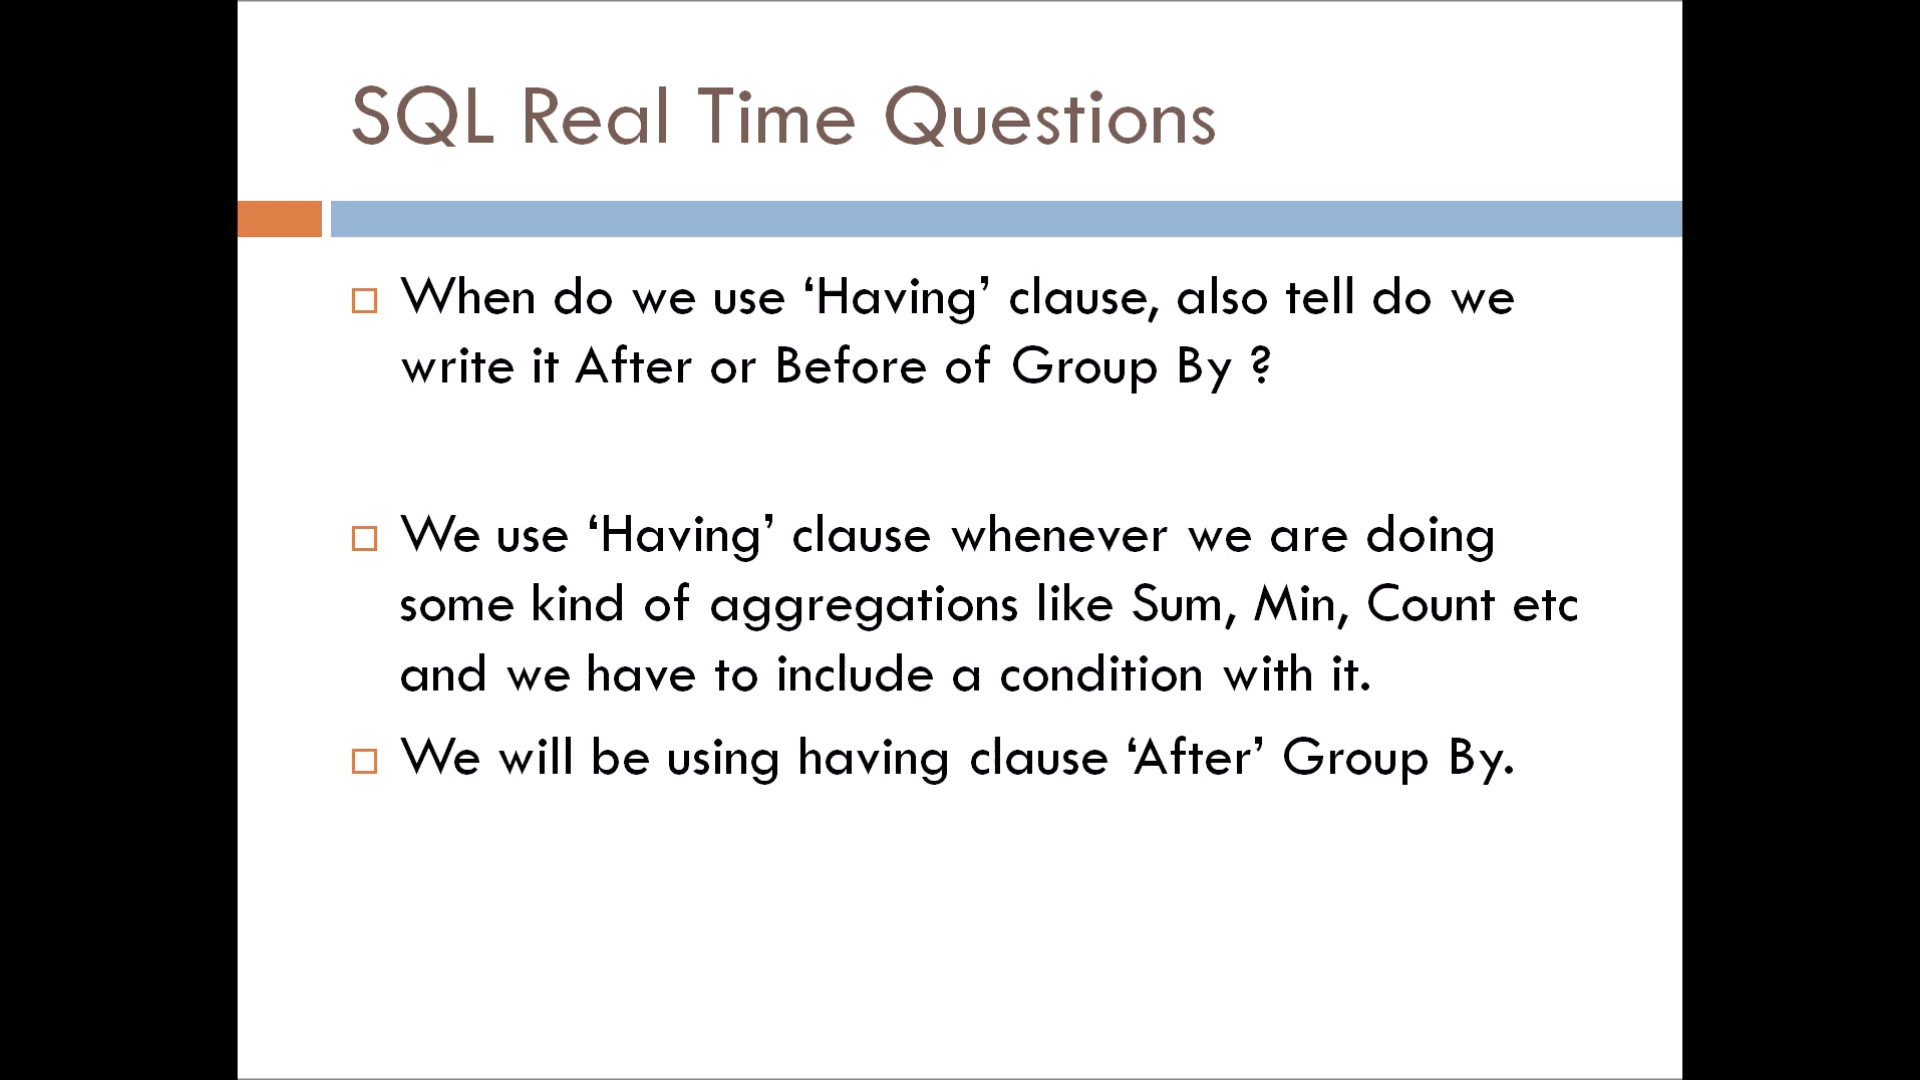 SQL Real Time Questions
When do we use ‘Having’ clause, also tell do we
write it After or Before of Group By ?
We use ‘Having’ clause whenever we are doing
some kind of aggregations like Sum, Min, Count etc
and we have to include a condition with it.
We will be using having clause ‘After’ Group By.